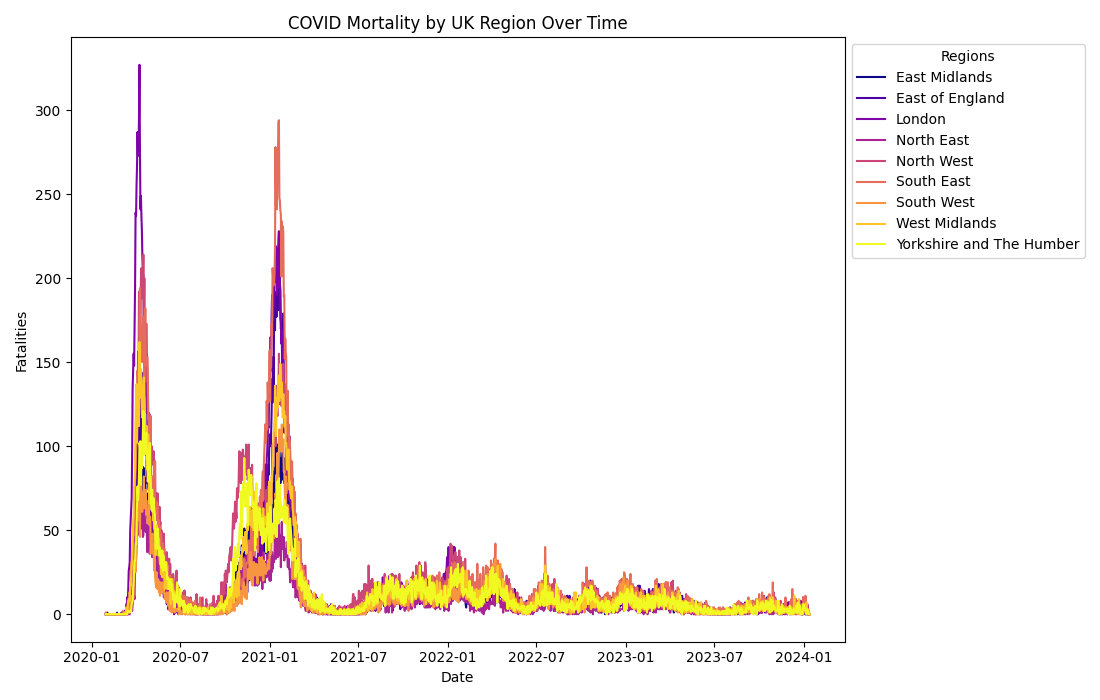 COVID Mortality by UK Region Over Time
Fatalities
300
250
200
150
100
50
0
2020-01 2020-07 2021-01 2021-07 2022-01 2022-07 2023-01 2023-07 2024-01
Date
Regions
East Midlands
East of England
London
North East
North West
South East
South West
West Midlands
Yorkshire and The Humber